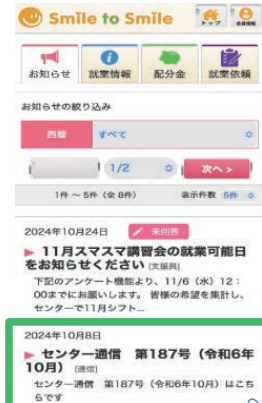 Smile to Smile
トップ
会員情報
お知らせ
就業情報
配分金
就業依頼
お知らせの絞り込み
西暦
すべて
1/2
次へ >
1件 ~ 5件 (全 8件)
表示件数 5件
2024年10月24日 未回答
▶ 11月スマスマ講習会の就業可能日
をお知らせください [支援員]
下記のアンケート機能より、11/6（水）12：
00までにお願いします。 皆様の希望を集計し、
センターで11月シフト...
2024年10月8日
▶ センター通信　第187号（令和6年
10月） [通信]
センター通信　第187号（令和6年10月）はこち
らです